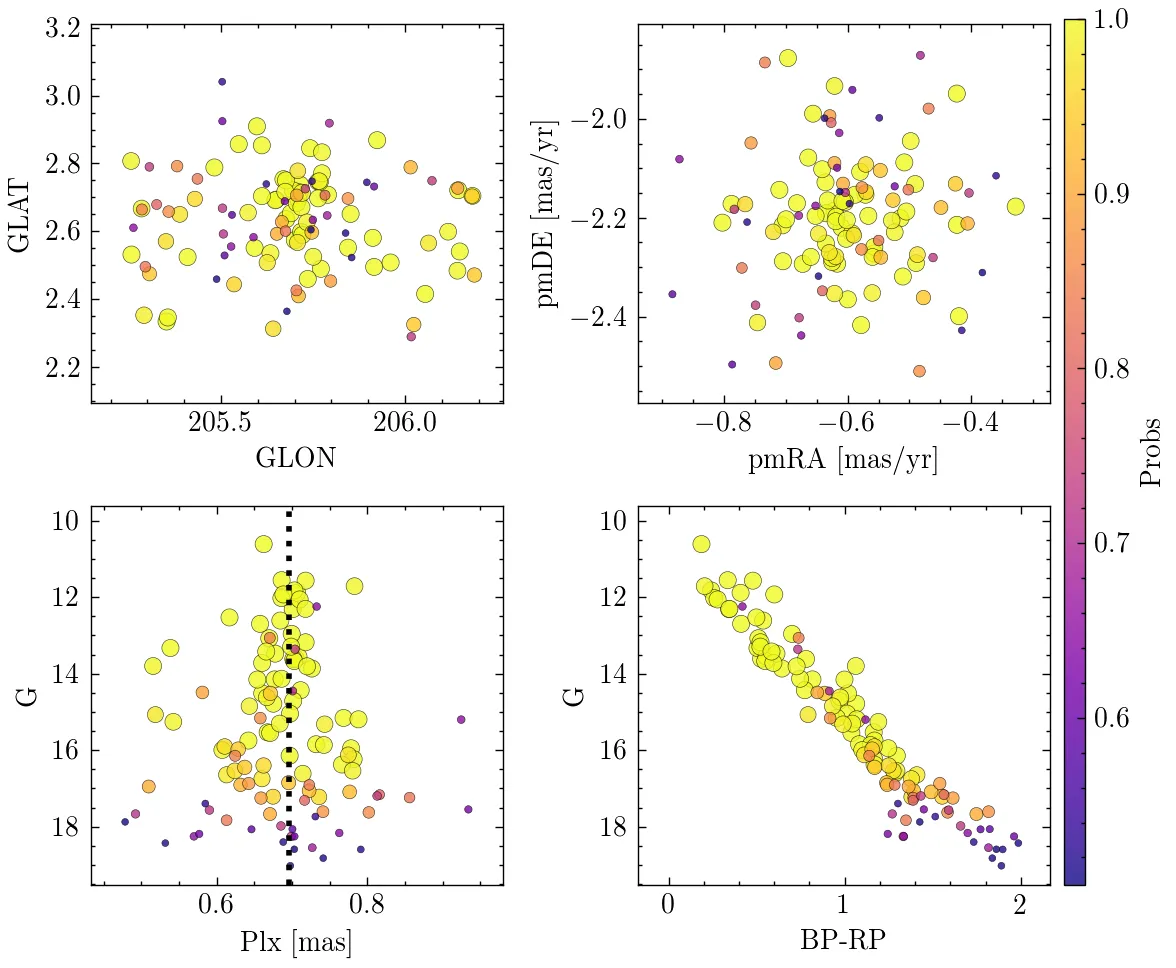 3.2
3.0
2.8
2.6
2.4
2.2
GLAT
205.5 206.0
GLON
−2.0
−2.2
−2.4
pmDE [mas/yr]
−0.8 −0.6 −0.4
pmRA [mas/yr]
10
12
14
16
18
G
0.6 0.8
Plx [mas]
10
12
14
16
18
G
0 1 2
BP-RP
1.0
0.9
0.8
0.7
0.6
Probs